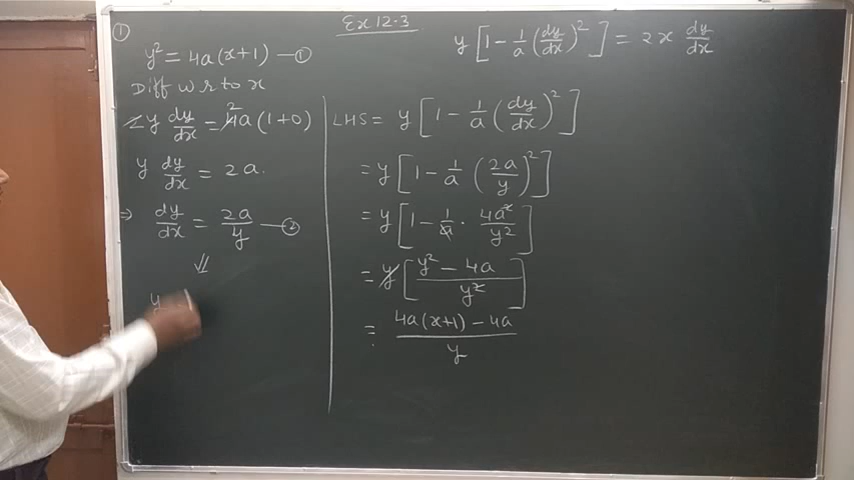 Ex 12.3
①
y² = 4a(x+1) —①
Diff w r to x
2y dy/dx = 4a(1+0)
2
y dy/dx = 2a.
⇒ dy/dx = 2a/y —②
⇓
y
y[1 - 1/a (dy/dx)²] = 2x dy/dx
LHS = y[1 - 1/a (dy/dx)²]
= y[1 - 1/a (2a/y)²]
= y[1 - 1/a · 4a²/y²]
= y[(y² - 4a)/y²]
= (4a(x+1) - 4a)/y